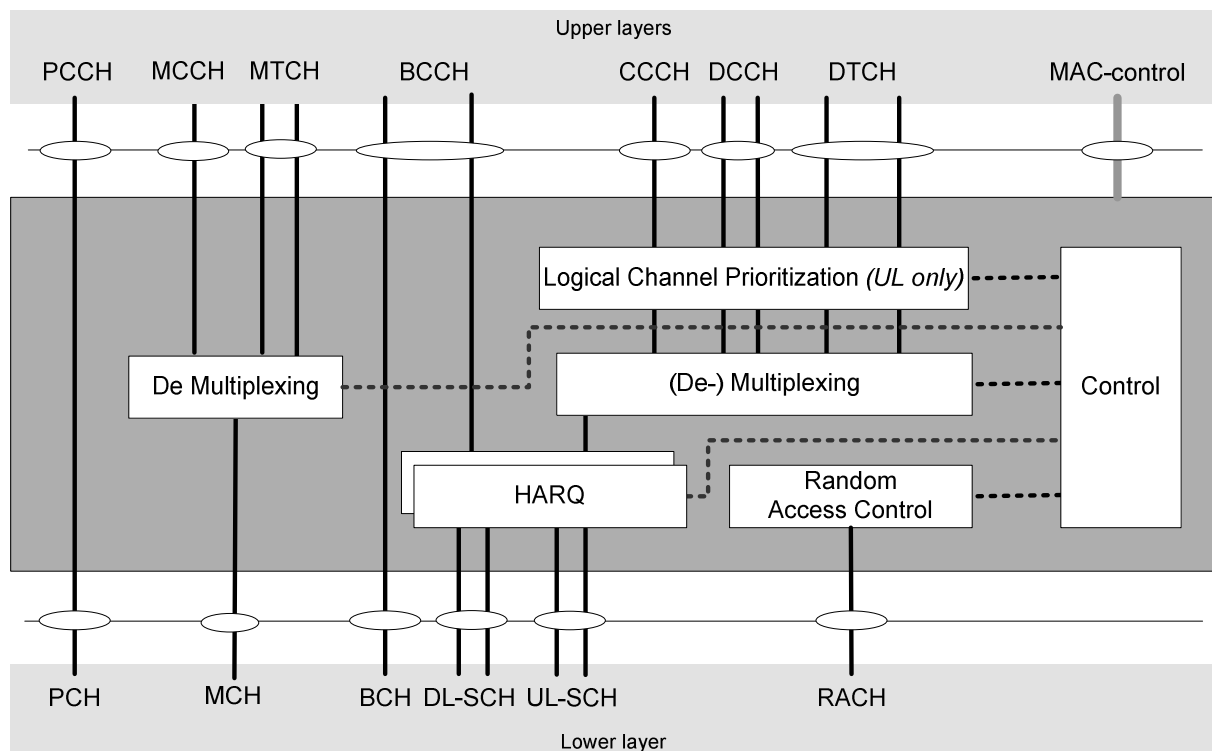 Upper layers
PCCH MCCH MTCH BCCH CCCH DCCH DTCH MAC-control
Logical Channel Prioritization (UL only)
De Multiplexing
(De-) Multiplexing
Control
HARQ
Random
Access Control
PCH MCH BCH DL-SCH UL-SCH RACH
Lower layer